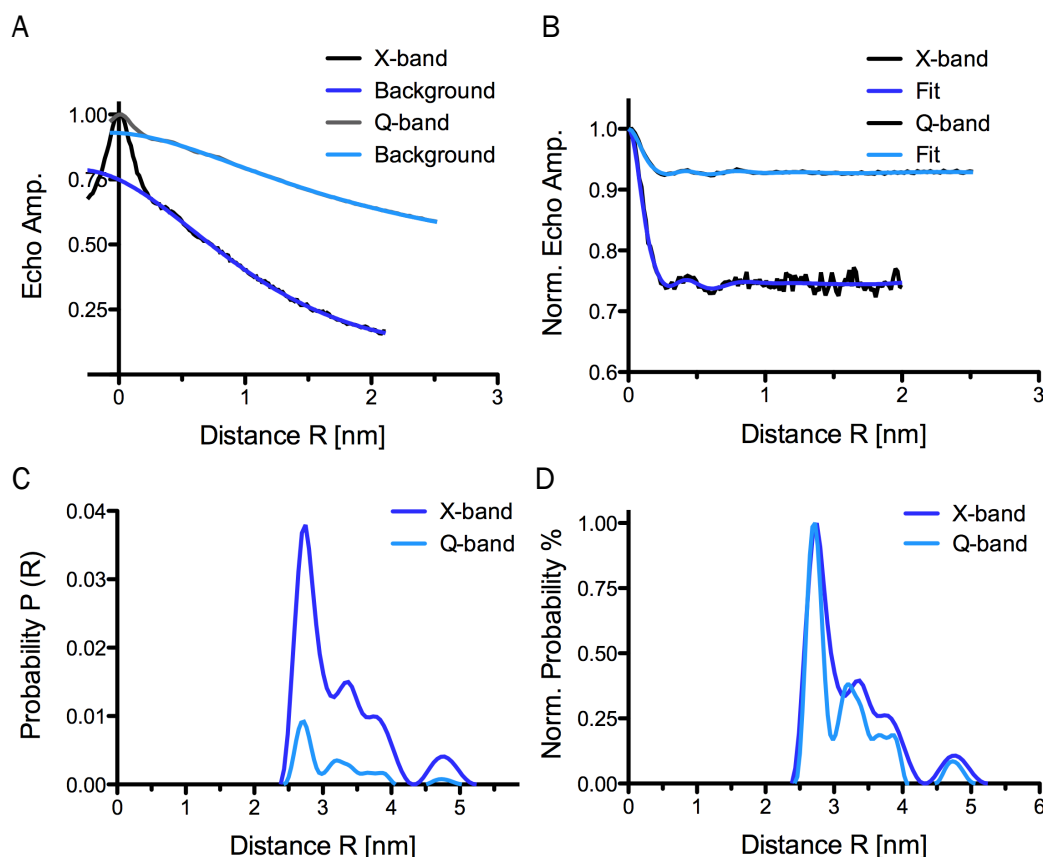 A
X-band
Background
Q-band
Background
1.00
0.75
0.50
0.25
Echo Amp.
0
1
2
3
Distance R [nm]
B
X-band
Fit
Q-band
Fit
1.0
0.9
0.8
0.7
0.6
Norm. Echo Amp.
0
1
2
3
Distance R [nm]
C
X-band
Q-band
0.04
0.03
0.02
0.01
0.00
Probability P (R)
0
1
2
3
4
5
Distance R [nm]
D
X-band
Q-band
1.00
0.75
0.50
0.25
0.00
Norm. Probability %
0
1
2
3
4
5
6
Distance R [nm]